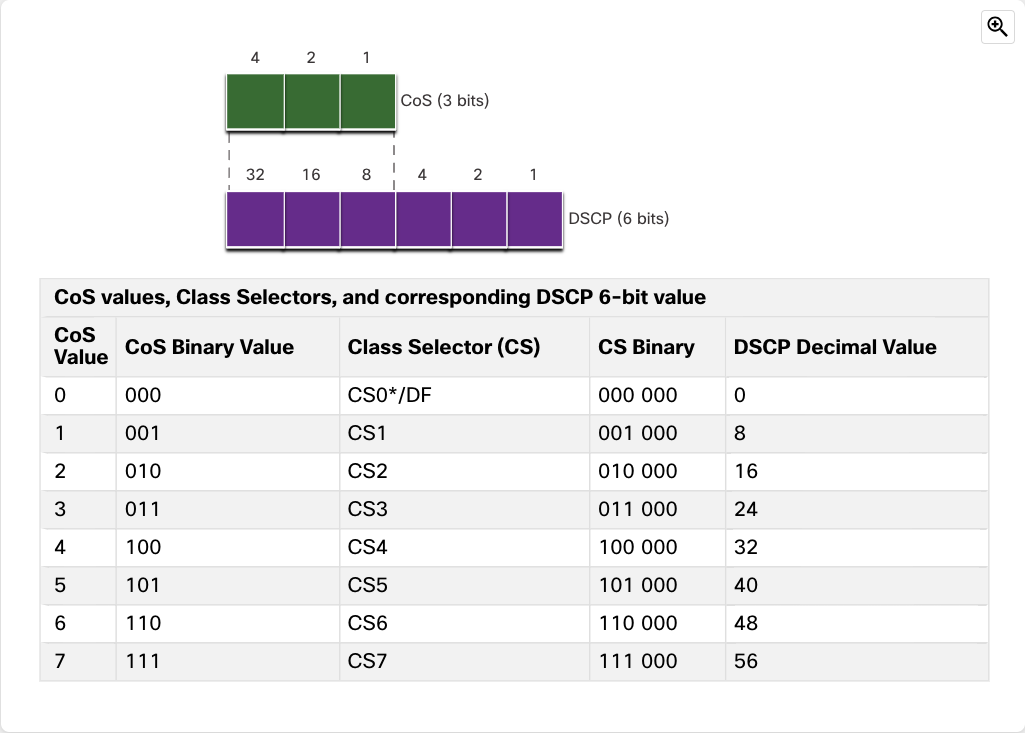 4 2 1
CoS (3 bits)
32 16 8 4 2 1
DSCP (6 bits)
CoS values, Class Selectors, and corresponding DSCP 6-bit value
CoS Value CoS Binary Value Class Selector (CS) CS Binary DSCP Decimal Value
0 000 CS0*/DF 000 000 0
1 001 CS1 001 000 8
2 010 CS2 010 000 16
3 011 CS3 011 000 24
4 100 CS4 100 000 32
5 101 CS5 101 000 40
6 110 CS6 110 000 48
7 111 CS7 111 000 56